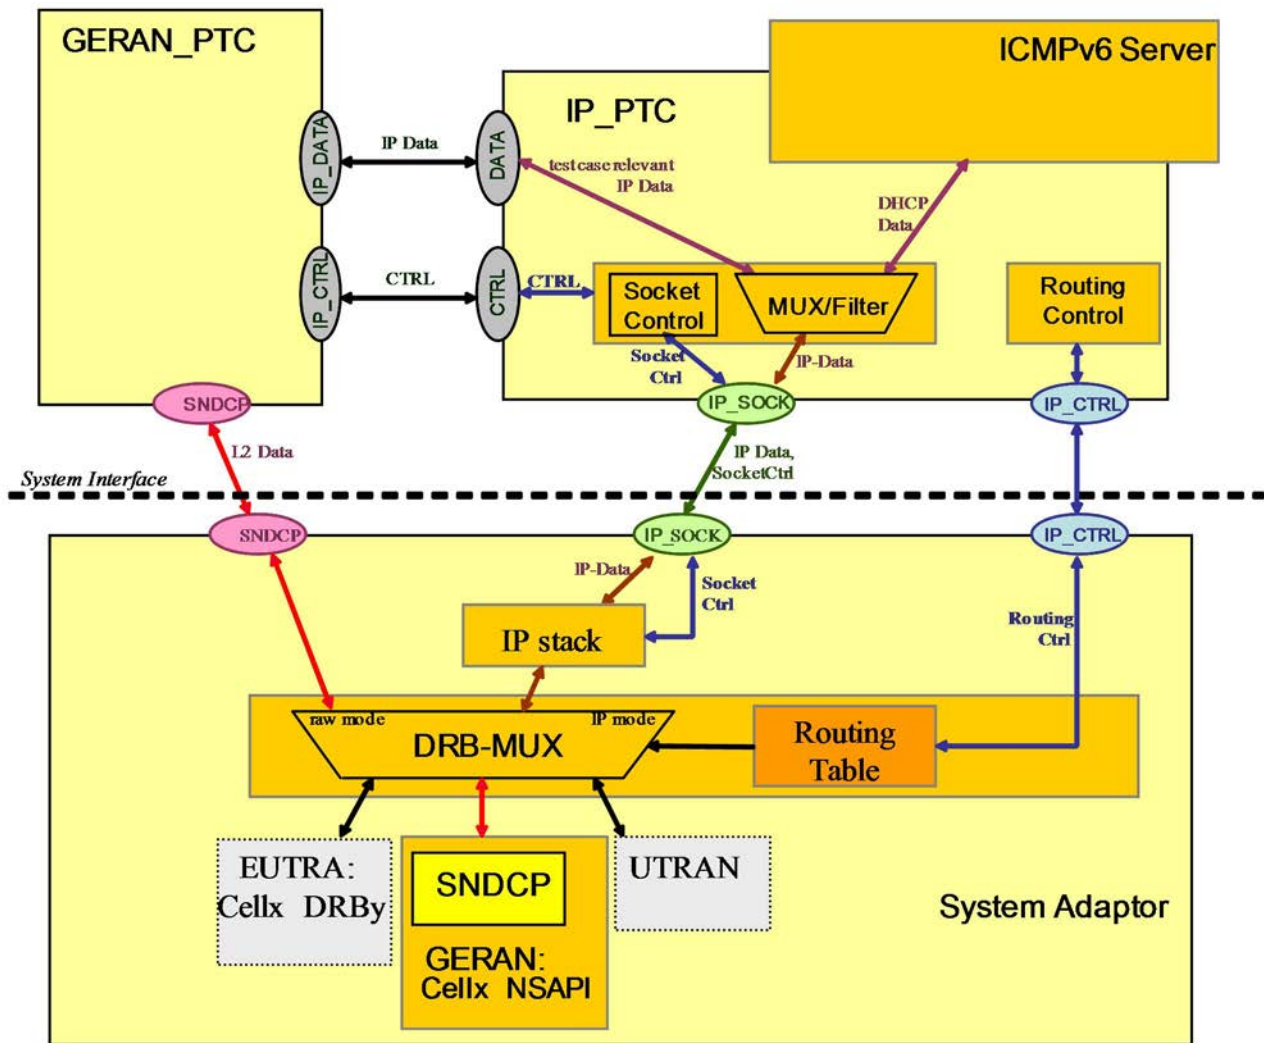 GERAN_PTC
ICMPv6 Server
IP_PTC
IP_DATA
IP Data
DATA
test case relevant
IP Data
DHCP
Data
IP_CTRL
CTRL
CTRL
CTRL
Socket
Control
MUX/Filter
Routing
Control
Socket
Ctrl
IP-Data
SNDCP
IP_SOCK
IP_CTRL
L2 Data
IP Data,
SocketCtrl
System Interface
SNDCP
IP_SOCK
IP_CTRL
IP-Data
Socket
Ctrl
IP stack
Routing
Ctrl
raw mode
IP mode
DRB-MUX
Routing
Table
EUTRA:
Cellx DRBy
SNDCP
GERAN:
Cellx NSAPI
UTRAN
System Adaptor